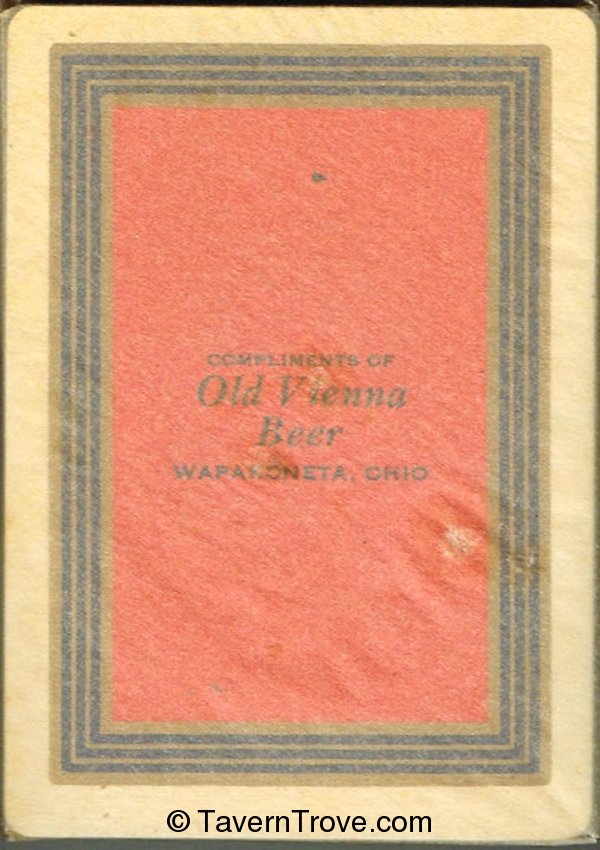 COMPLIMENTS OF
Old Vienna
Beer
WAPAKONETA, OHIO
© TavernTrove.com